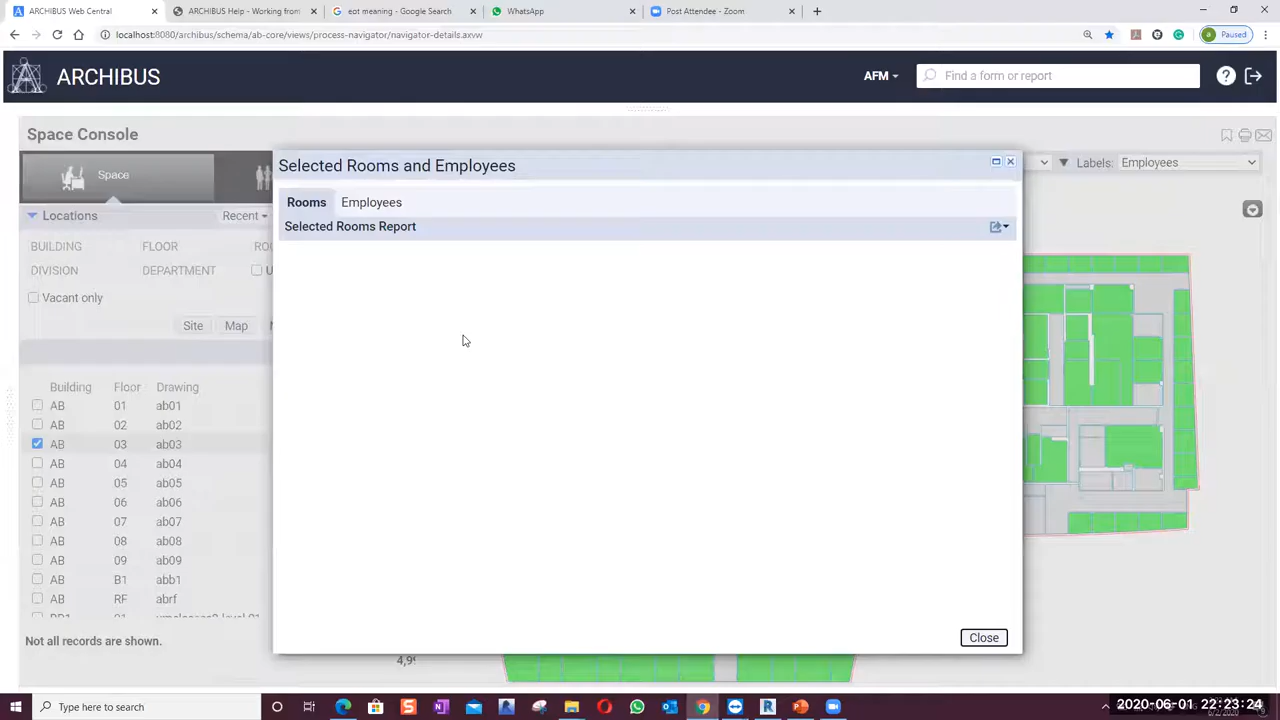 ARCHIBUS Web Central
ARCHIBUS Help - Working from
eot meaning - Google Search
WhatsApp
Post Attendee - Zoom
localhost:8080/archibus/schema/ab-core/views/process-navigator/navigator-details.axvw
a Paused
ARCHIBUS
AFM
Find a form or report
Space Console
Space
Labels: Employees
Selected Rooms and Employees
Rooms
Employees
Selected Rooms Report
Locations
Recent
BUILDING
FLOOR
DIVISION
DEPARTMENT
Vacant only
Site
Map
Building
Floor
Drawing
AB 01 ab01
AB 02 ab02
AB 03 ab03
AB 04 ab04
AB 05 ab05
AB 06 ab06
AB 07 ab07
AB 08 ab08
AB 09 ab09
AB B1 abb1
AB RF abrf
Not all records are shown.
Close
Type here to search
2020-06-01 22:23:24